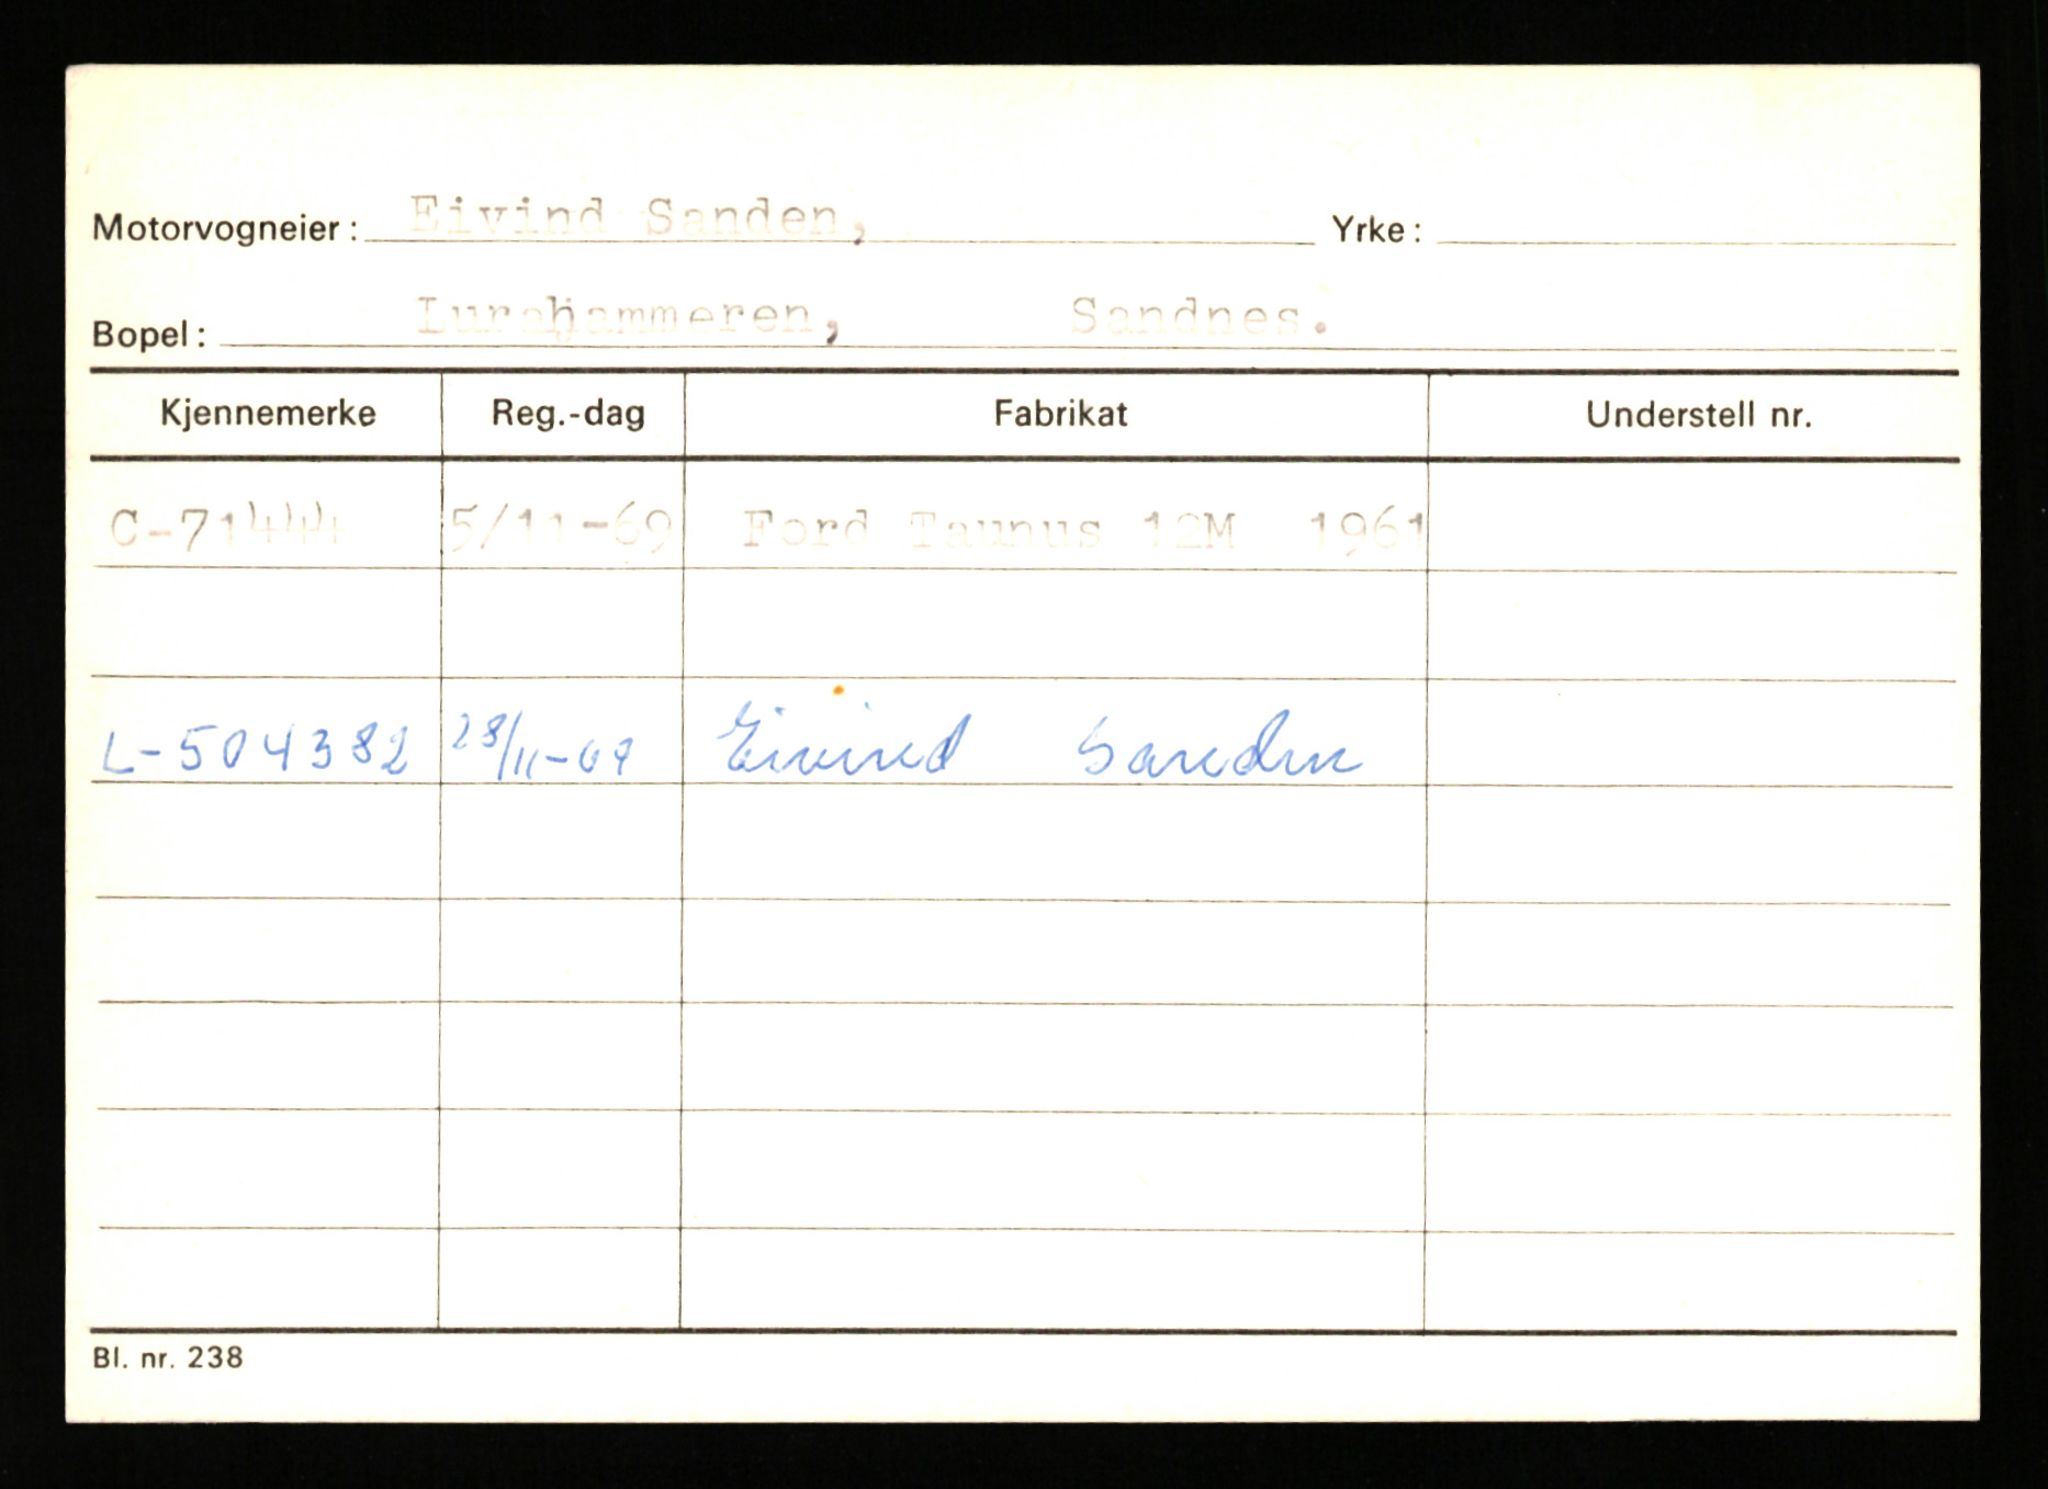 Motorvogneier: Eivind Sanden, Yrke:
Bopel: Lurahammeren, Sandnes.
Kjennemerke Reg.-dag Fabrikat Understell nr.
C-71444 5/11-69 Ford Taunus 12M 1961
L-504382 28/11-69 Eivind Sanden
Bl. nr. 238